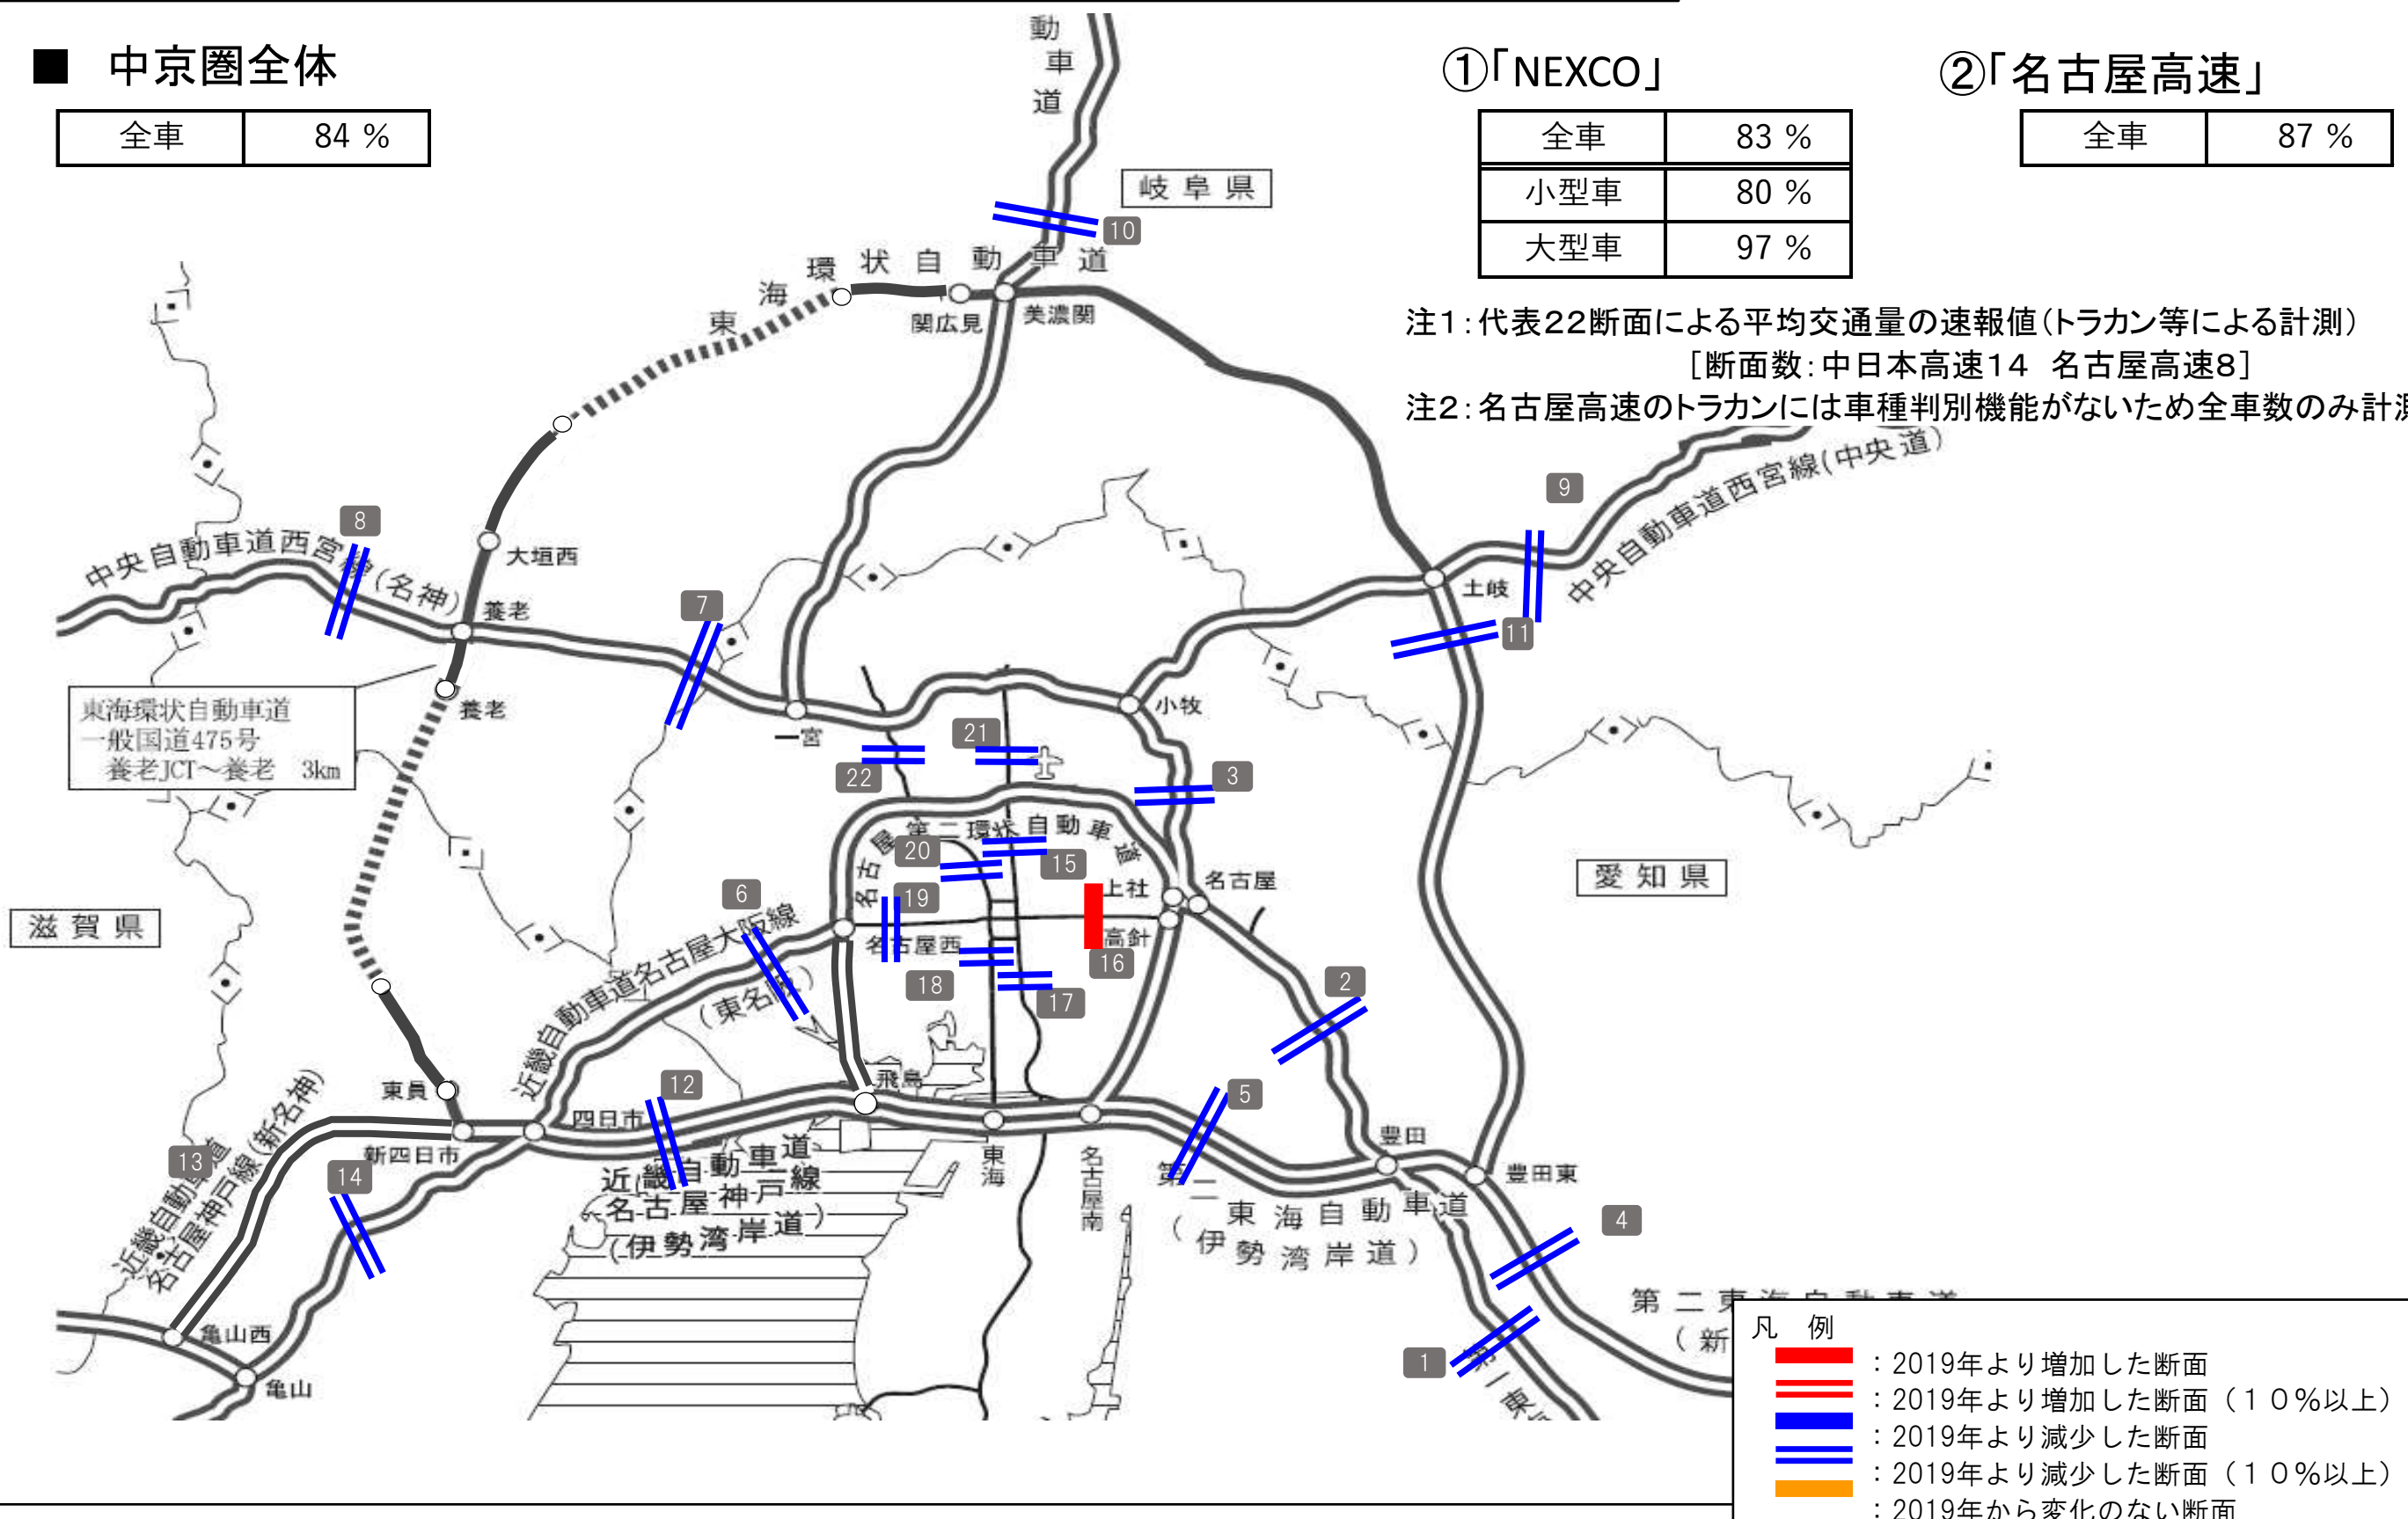 ■ 中京圏全体
全車 84 %
①「NEXCO」
全車 83 %
小型車 80 %
大型車 97 %
②「名古屋高速」
全車 87 %
注1：代表22断面による平均交通量の速報値（トラカン等による計測）
［断面数：中日本高速14 名古屋高速8］
注2：名古屋高速のトラカンには車種判別機能がないため全車数のみ計測
動車道
岐阜県
10
東海環状自動車道
関広見
美濃関
9
中央自動車道西宮線（中央道）
8
中央自動車道西宮線（名神）
大垣西
養老
7
土岐
11
東海環状自動車道
一般国道475号
養老JCT～養老 3km
養老
一宮
小牧
21
22
3
名古屋第二環状自動車道
20
15
上社
名古屋
愛知県
6
19
滋賀県
近畿自動車道名古屋大阪線
（東名阪）
名古屋西
高針
16
18
17
2
東員
12
飛島
5
四日市
新四日市
東海
名古屋南
豊田
豊田東
13
14
近畿自動車道
名古屋神戸線（新名神）
近畿自動車道
名古屋神戸線
（伊勢湾岸道）
第二東海自動車道
（伊勢湾岸道）
4
亀山西
亀山
1
第一東
第二東海自動車道
（新
凡 例
：2019年より増加した断面
：2019年より増加した断面（１０％以上）
：2019年より減少した断面
：2019年より減少した断面（１０％以上）
：2019年から変化のない断面